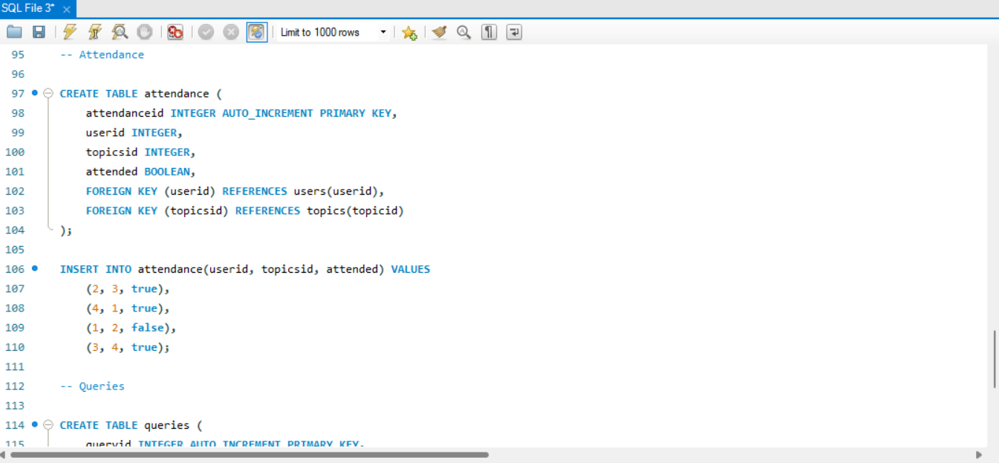 SQL File 3*
Limit to 1000 rows
95 -- Attendance
96
97 CREATE TABLE attendance (
98 attendanceid INTEGER AUTO_INCREMENT PRIMARY KEY,
99 userid INTEGER,
100 topicsid INTEGER,
101 attended BOOLEAN,
102 FOREIGN KEY (userid) REFERENCES users(userid),
103 FOREIGN KEY (topicsid) REFERENCES topics(topicid)
104 );
105
106 INSERT INTO attendance(userid, topicsid, attended) VALUES
107 (2, 3, true),
108 (4, 1, true),
109 (1, 2, false),
110 (3, 4, true);
111
112 -- Queries
113
114 CREATE TABLE queries (
115 queryid INTEGER AUTO_INCREMENT PRIMARY KEY,